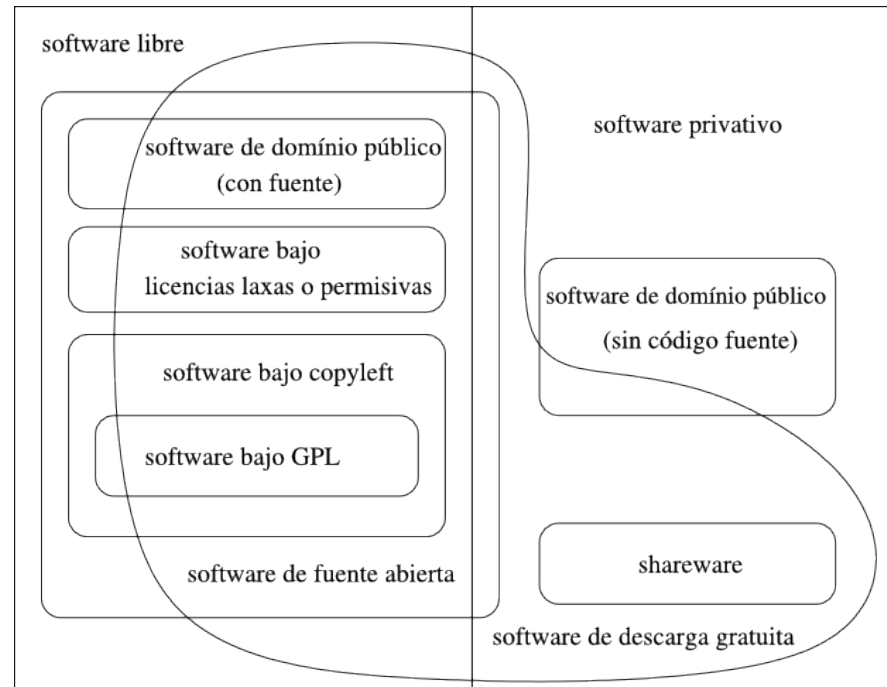 software libre
software privativo
software de domínio público
(con fuente)
software bajo
licencias laxas o permisivas
software de domínio público
(sin código fuente)
software bajo copyleft
software bajo GPL
software de fuente abierta
shareware
software de descarga gratuita